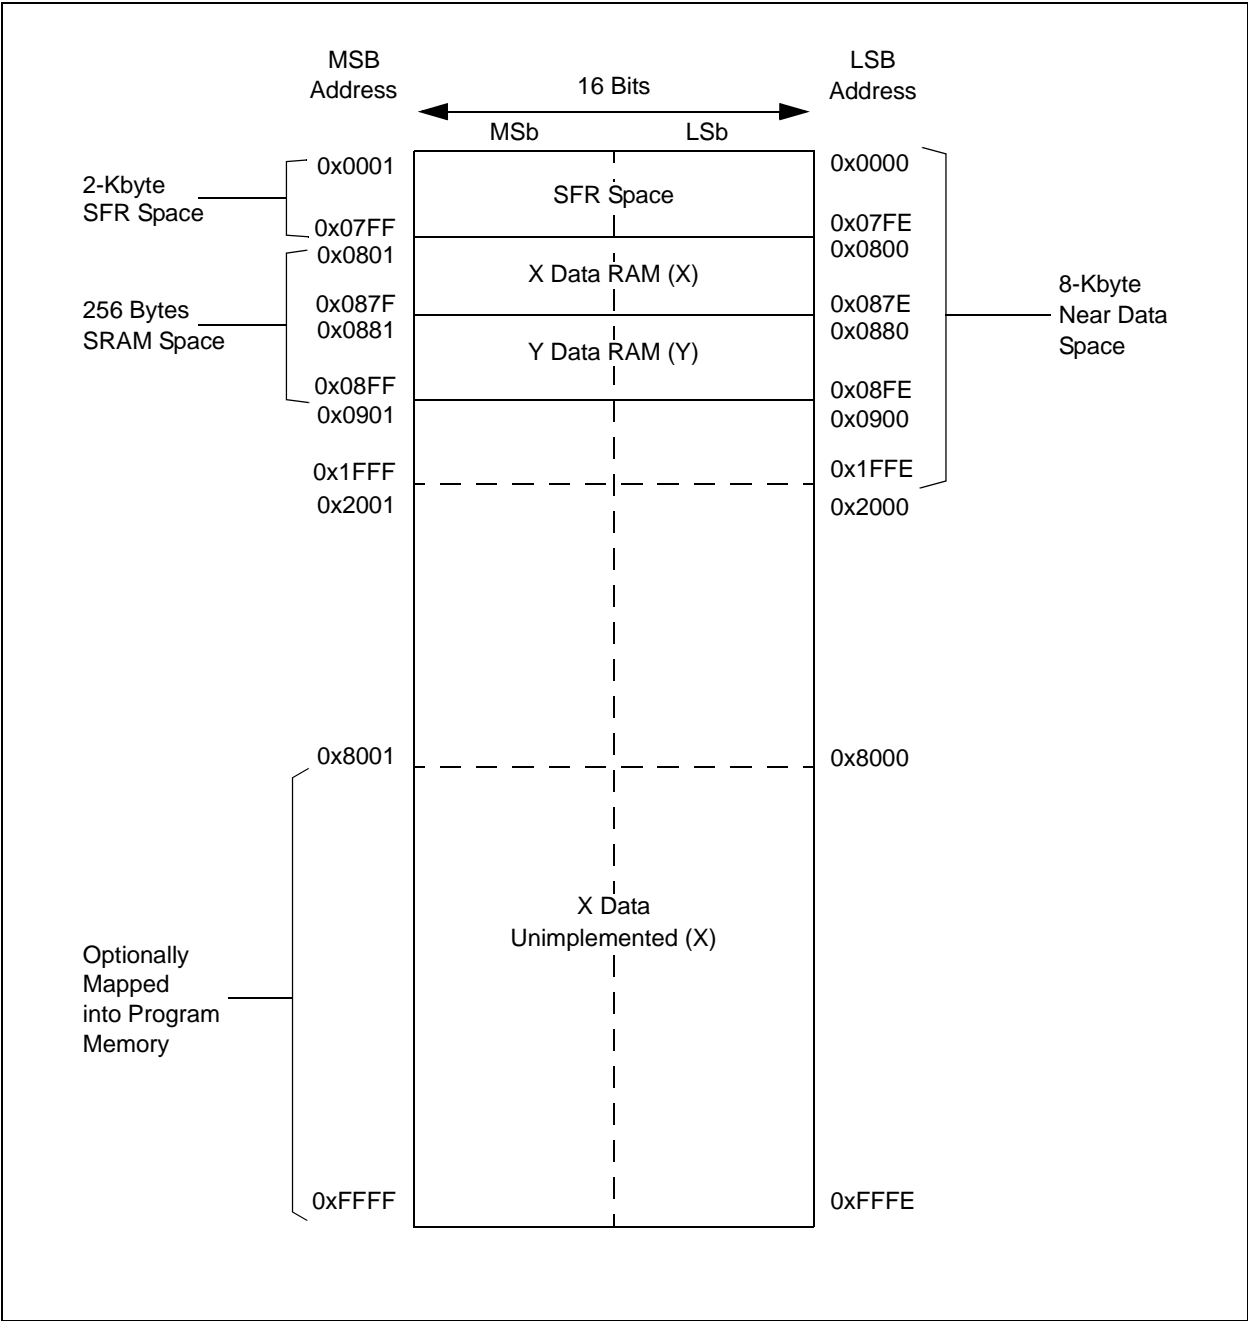 MSB
Address
16 Bits
LSB
Address
MSb
LSb
0x0001
0x0000
2-Kbyte
SFR Space
SFR Space
0x07FF
0x07FE
0x0801
0x0800
X Data RAM (X)
256 Bytes
SRAM Space
0x087F
0x087E
0x0881
0x0880
8-Kbyte
Near Data
Space
Y Data RAM (Y)
0x08FF
0x08FE
0x0901
0x0900
0x1FFF
0x1FFE
0x2001
0x2000
0x8001
0x8000
X Data
Unimplemented (X)
Optionally
Mapped
into Program
Memory
0xFFFF
0xFFFE